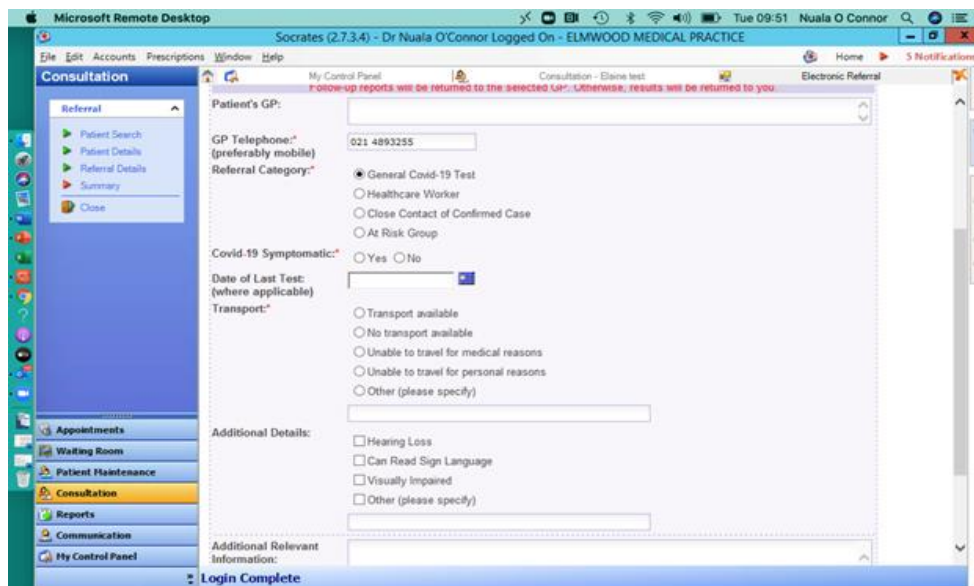 Microsoft Remote Desktop Tue 09:51 Nuala O Connor
Socrates (2.7.3.4) - Dr Nuala O'Connor Logged On - ELMWOOD MEDICAL PRACTICE
File Edit Accounts Prescriptions Window Help Home 5 Notifications
Consultation My Control Panel Consultation - Elaine test Electronic Referral
Follow-up reports will be returned to the selected GP. Otherwise, results will be returned to you.
Referral
Patient Search
Patient Details
Referral Details
Summary
Close
Patient's GP:
GP Telephone:* 021 4893255
(preferably mobile)
Referral Category:*
General Covid-19 Test
Healthcare Worker
Close Contact of Confirmed Case
At Risk Group
Covid-19 Symptomatic:* Yes No
Date of Last Test:
(where applicable)
Transport:*
Transport available
No transport available
Unable to travel for medical reasons
Unable to travel for personal reasons
Other (please specify)
Additional Details:
Hearing Loss
Can Read Sign Language
Visually Impaired
Other (please specify)
Additional Relevant
Information:
Appointments
Waiting Room
Patient Maintenance
Consultation
Reports
Communication
My Control Panel
Login Complete